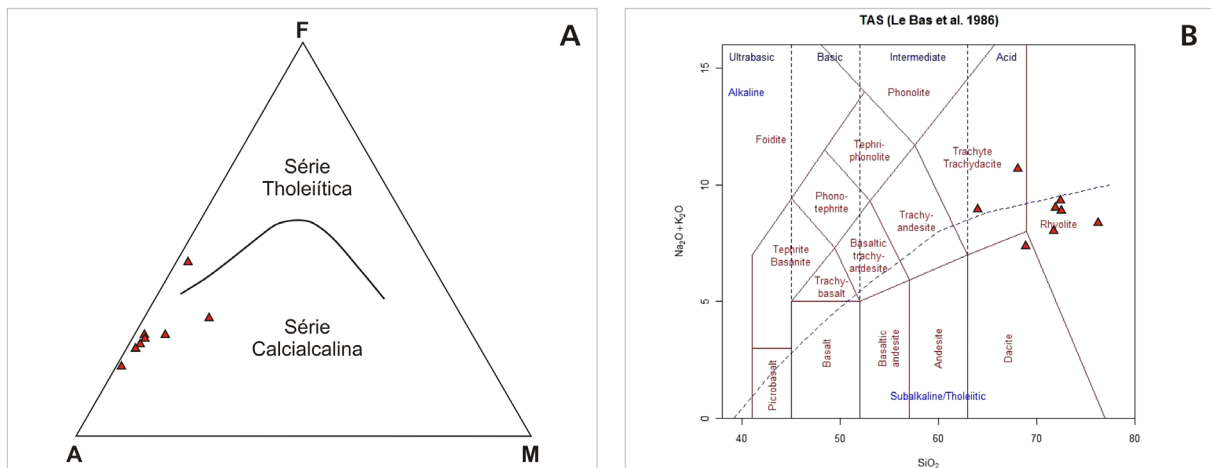 A
F
Série
Tholeiítica
Série
Calcialcalina
A
M
B
TAS (Le Bas et al. 1986)
Ultrabasic
Basic
Intermediate
Acid
Alkaline
Phonolite
Foidite
Tephri-
phonolite
Trachyte
Trachydacite
Phono-
tephrite
Trachy-
andesite
Rhyolite
Tephrite
Basanite
Basaltic
trachy-
andesite
Trachy-
basalt
Picrobasalt
Basalt
Basaltic
andesite
Andesite
Dacite
Subalkaline/Tholeiitic
Na₂O+K₂O
0
5
10
15
40
50
60
70
80
SiO₂